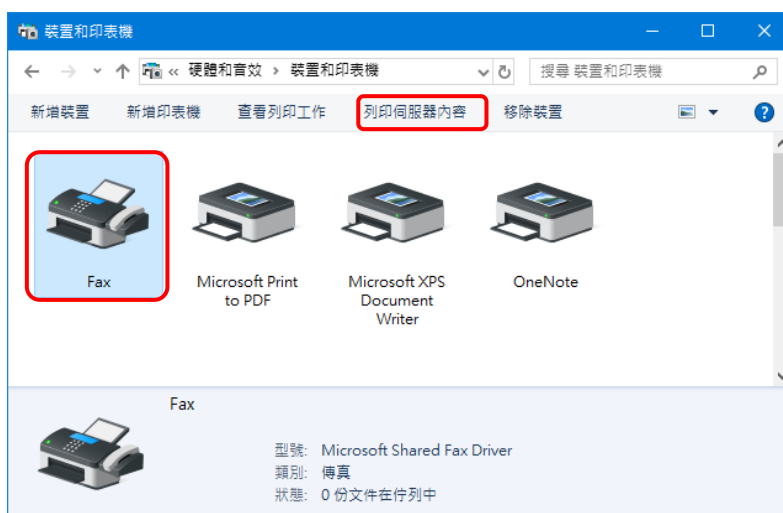 裝置和印表機
« 硬體和音效 › 裝置和印表機
搜尋 裝置和印表機
新增裝置 新增印表機 查看列印工作 列印伺服器內容 移除裝置
Fax
Microsoft Print
to PDF
Microsoft XPS
Document
Writer
OneNote
Fax
型號: Microsoft Shared Fax Driver
類別: 傳真
狀態: 0 份文件在佇列中